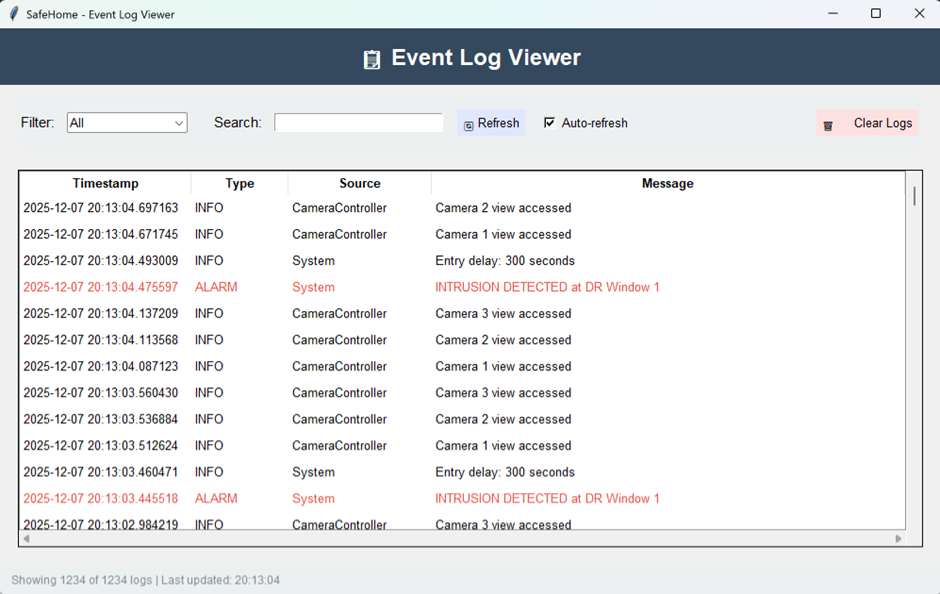 SafeHome - Event Log Viewer
Event Log Viewer
Filter: All Search: Refresh Auto-refresh Clear Logs
Timestamp Type Source Message
2025-12-07 20:13:04.697163 INFO CameraController Camera 2 view accessed
2025-12-07 20:13:04.671745 INFO CameraController Camera 1 view accessed
2025-12-07 20:13:04.493009 INFO System Entry delay: 300 seconds
2025-12-07 20:13:04.475597 ALARM System INTRUSION DETECTED at DR Window 1
2025-12-07 20:13:04.137209 INFO CameraController Camera 3 view accessed
2025-12-07 20:13:04.113568 INFO CameraController Camera 2 view accessed
2025-12-07 20:13:04.087123 INFO CameraController Camera 1 view accessed
2025-12-07 20:13:03.560430 INFO CameraController Camera 3 view accessed
2025-12-07 20:13:03.536884 INFO CameraController Camera 2 view accessed
2025-12-07 20:13:03.512624 INFO CameraController Camera 1 view accessed
2025-12-07 20:13:03.460471 INFO System Entry delay: 300 seconds
2025-12-07 20:13:03.445518 ALARM System INTRUSION DETECTED at DR Window 1
2025-12-07 20:13:02.984219 INFO CameraController Camera 3 view accessed
Showing 1234 of 1234 logs | Last updated: 20:13:04